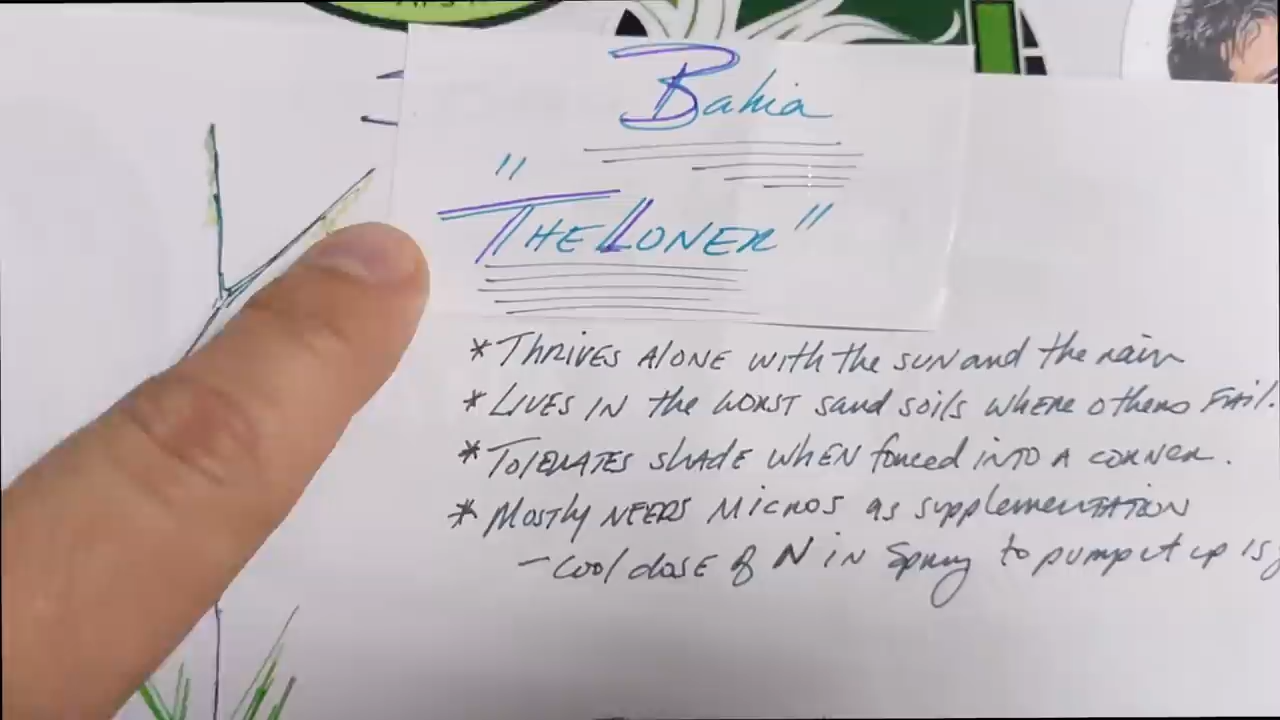 Bahia
"The Loner"
* Thrives alone with the sun and the rain
* Lives in the worst sand soils where others fail.
* Tolerates shade when forced into a corner.
* Mostly needs micros as supplementation
- Cool dose of N in Spring to pump it up is